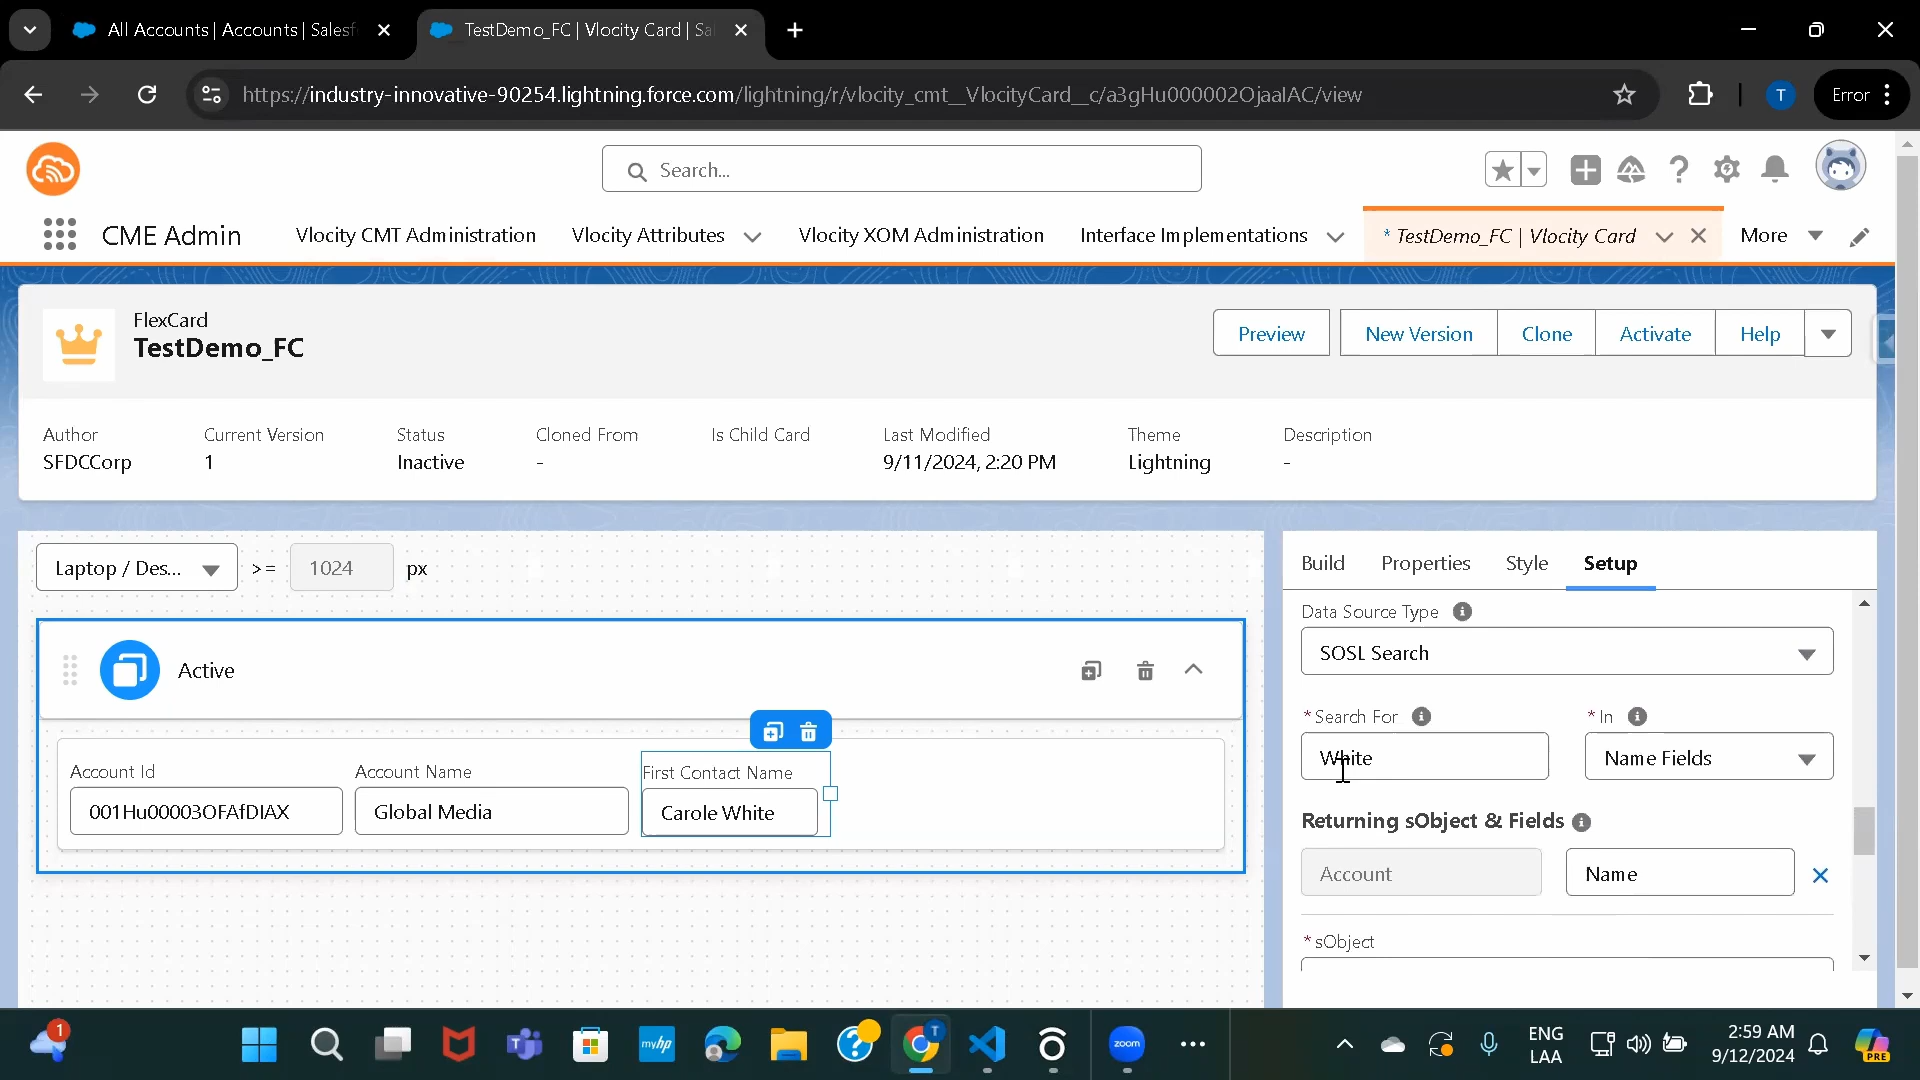 All Accounts | Accounts | Salesf
TestDemo_FC | Vlocity Card | Sa
https://industry-innovative-90254.lightning.force.com/lightning/r/vlocity_cmt__VlocityCard__c/a3gHu000002OjaaIAC/view
T
Error
Search...
CME Admin
Vlocity CMT Administration
Vlocity Attributes
Vlocity XOM Administration
Interface Implementations
* TestDemo_FC | Vlocity Card
More
FlexCard
TestDemo_FC
Preview
New Version
Clone
Activate
Help
Author
SFDCCorp
Current Version
1
Status
Inactive
Cloned From
-
Is Child Card
Last Modified
9/11/2024, 2:20 PM
Theme
Lightning
Description
-
Laptop / Des...
>=
1024
px
Build
Properties
Style
Setup
Active
Account Id
001Hu00003OFAfDIAX
Account Name
Global Media
First Contact Name
Carole White
Data Source Type
SOSL Search
* Search For
White
* In
Name Fields
Returning sObject & Fields
Account
Name
* sObject
1
myhp
T
zoom
ENG
LAA
2:59 AM
9/12/2024
PRE